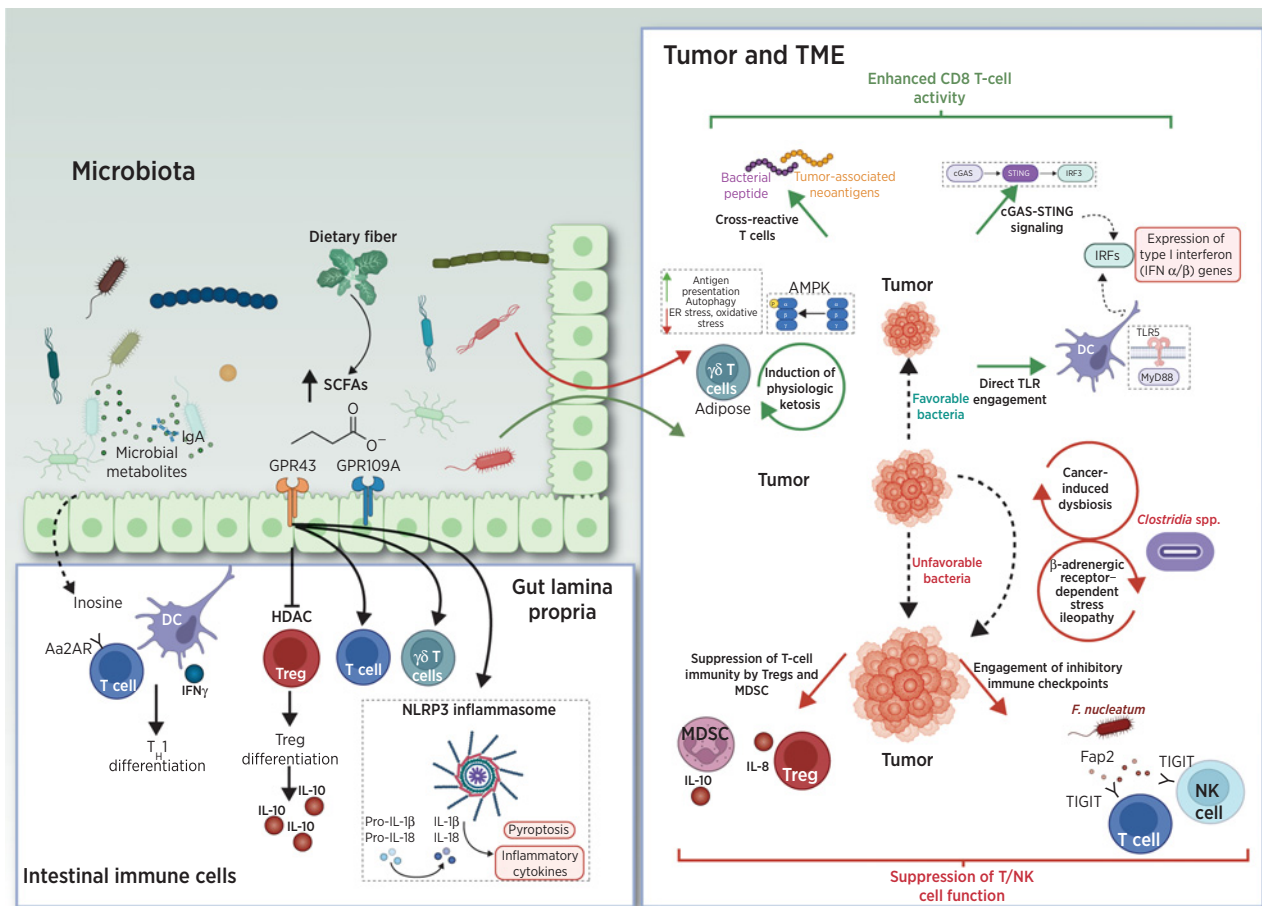 Microbiota
Dietary fiber
SCFAs
IgA
Microbial
metabolites
GPR43
GPR109A
O
O−
Gut lamina
propria
Inosine
DC
Aa2AR
T cell
IFNγ
TH1
differentiation
HDAC
Treg
T cell
γδ T
cells
Treg
differentiation
IL-10
IL-10
IL-10
NLRP3 inflammasome
Pro-IL-1β
Pro-IL-18
IL-1β
IL-18
Pyroptosis
Inflammatory
cytokines
Intestinal immune cells
Tumor and TME
Enhanced CD8 T-cell
activity
Bacterial
peptide
Tumor-associated
neoantigens
Cross-reactive
T cells
cGAS
STING
IRF3
cGAS-STING
signaling
IRFs
Expression of
type I interferon
(IFN α/β) genes
Antigen
presentation
Autophagy
ER stress, oxidative
stress
AMPK
P
α
β
γ
α
β
γ
γδ T
cells
Adipose
Induction of
physiologic
ketosis
Tumor
Favorable
bacteria
Direct TLR
engagement
DC
TLR5
MyD88
Tumor
Unfavorable
bacteria
Cancer-
induced
dysbiosis
Clostridia spp.
β-adrenergic
receptor–
dependent
stress
ileopathy
Suppression of T-cell
immunity by Tregs and
MDSC
MDSC
IL-10
IL-8
Treg
Tumor
Engagement of inhibitory
immune checkpoints
F. nucleatum
Fap2
TIGIT
TIGIT
T cell
NK
cell
Suppression of T/NK
cell function